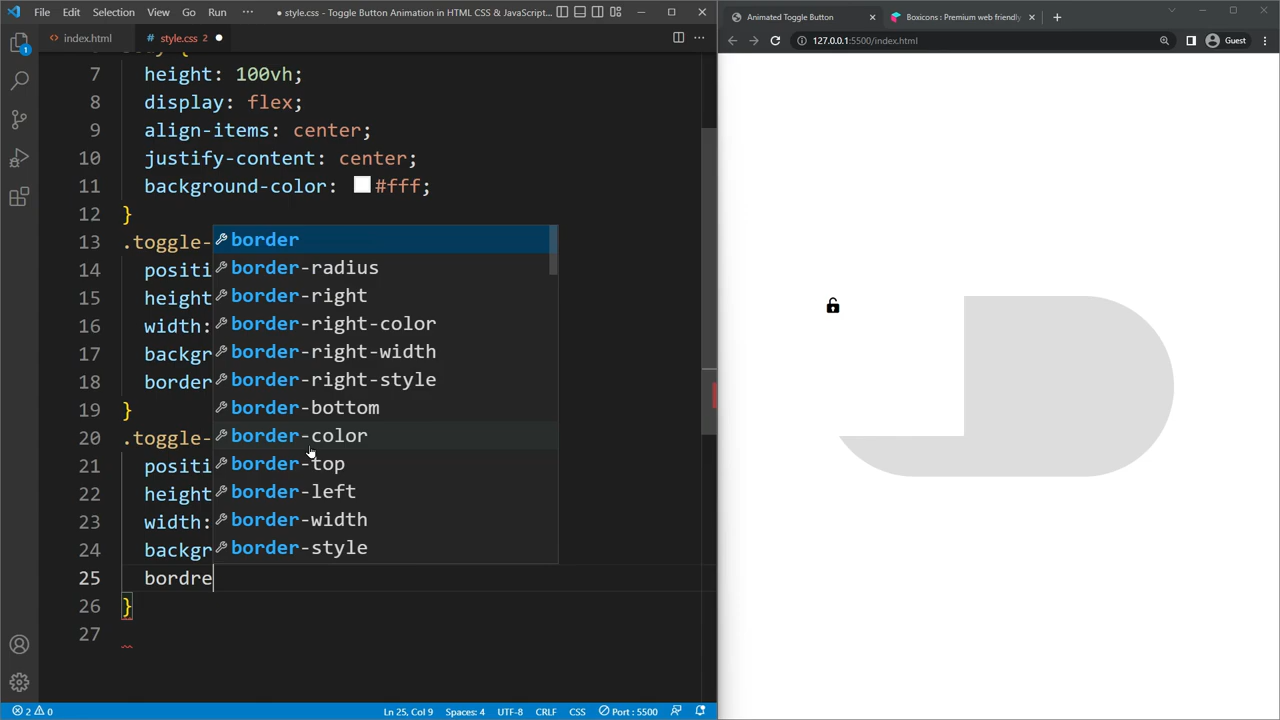 File Edit Selection View Go Run ··· ● style.css - Toggle Button Animation in HTML CSS & JavaScript...
index.html # style.css 2 ●
7 height: 100vh;
8 display: flex;
9 align-items: center;
10 justify-content: center;
11 background-color: #fff;
12 }
13 .toggle-
14 positi
15 height
16 width:
17 backgr
18 border
19 }
20 .toggle-
21 positi
22 height
23 width:
24 backgr
25 bordre
26 }
27
border
border-radius
border-right
border-right-color
border-right-width
border-right-style
border-bottom
border-color
border-top
border-left
border-width
border-style
1
2 0 Ln 25, Col 9 Spaces: 4 UTF-8 CRLF CSS Port : 5500
Animated Toggle Button Boxicons : Premium web friendly
127.0.0.1:5500/index.html Guest